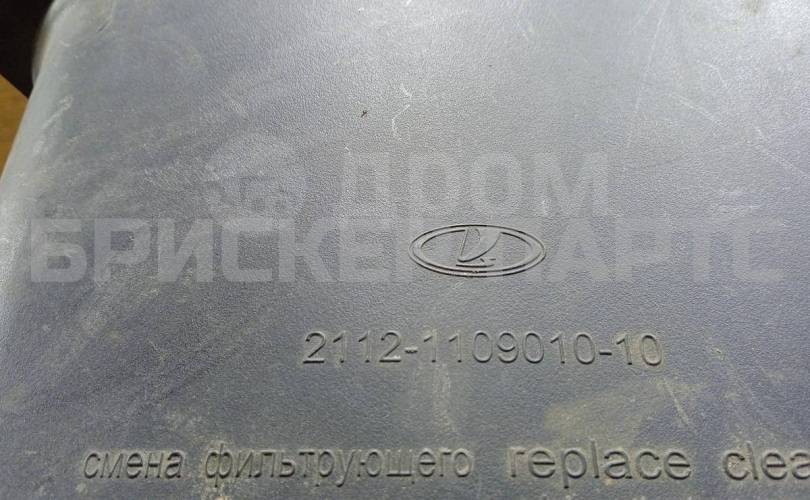 ДРОМ
БРИСКЕР ПАРТС
2112-1109010-10
смена фильтрующего replace clea